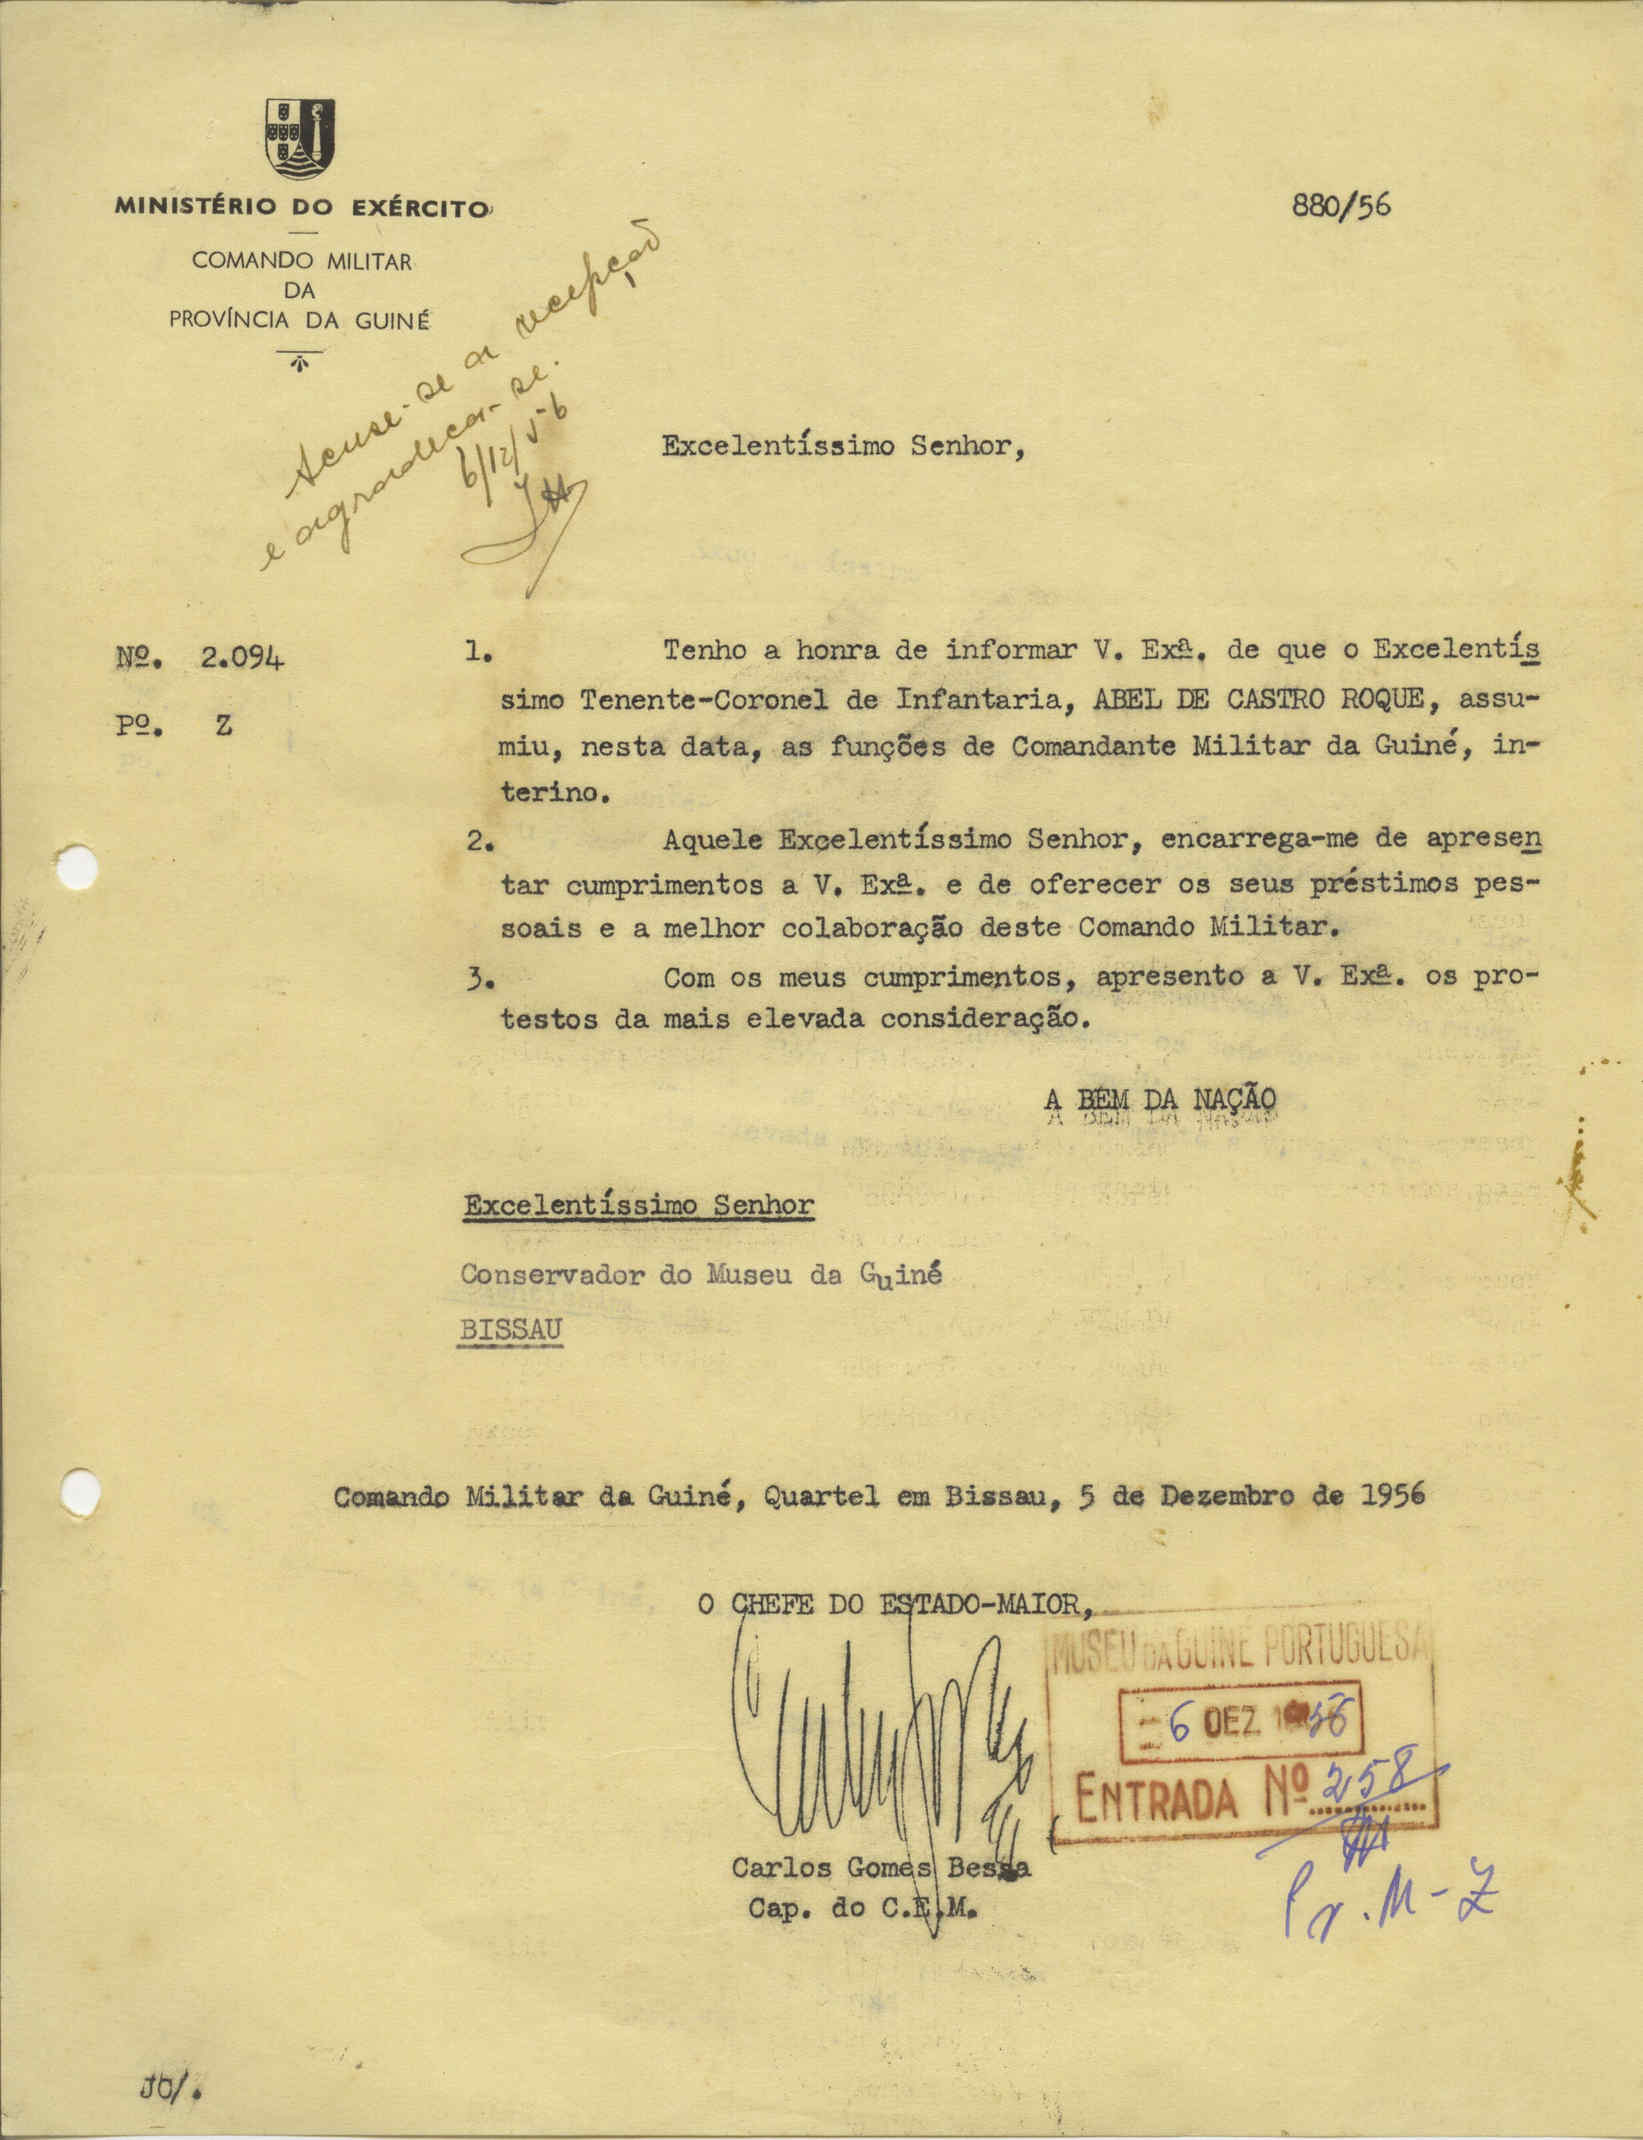 MINISTÉRIO DO EXÉRCITO
880/56
COMANDO MILITAR
DA
PROVÍNCIA DA GUINÉ
Acuse-se a recepção
e agradecer-se.
6/12/56
Excelentíssimo Senhor,
Nº. 2.094
Pº. Z
1. Tenho a honra de informar V. Exª. de que o Excelentís
simo Tenente-Coronel de Infantaria, ABEL DE CASTRO ROQUE, assu-
miu, nesta data, as funções de Comandante Militar da Guiné, in-
terino.
2. Aquele Excelentíssimo Senhor, encarrega-me de apresen
tar cumprimentos a V. Exª. e de oferecer os seus préstimos pes-
soais e a melhor colaboração deste Comando Militar.
3. Com os meus cumprimentos, apresento a V. Exª. os pro-
testos da mais elevada consideração.
A BEM DA NAÇÃO
Excelentíssimo Senhor
Conservador do Museu da Guiné
BISSAU
Comando Militar da Guiné, Quartel em Bissau, 5 de Dezembro de 1956
O CHEFE DO ESTADO-MAIOR,
MUSEU DA GUINÉ PORTUGUESA
-6 DEZ. 1956
ENTRADA Nº 258
Carlos Gomes Bessa
Cap. do C.E.M.
Pr. M-Z
JO/.